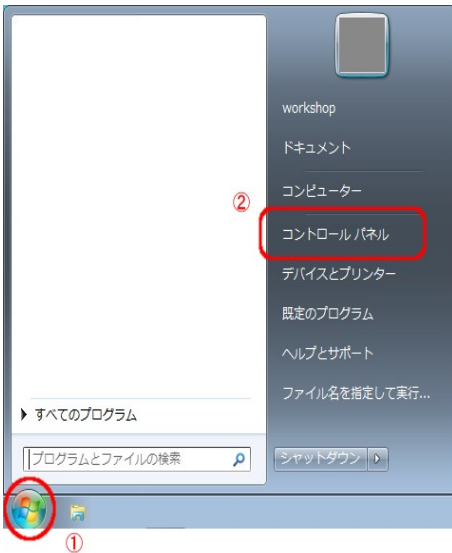 workshop
ドキュメント
コンピューター
②
コントロール パネル
デバイスとプリンター
既定のプログラム
ヘルプとサポート
ファイル名を指定して実行...
すべてのプログラム
プログラムとファイルの検索
シャットダウン
①